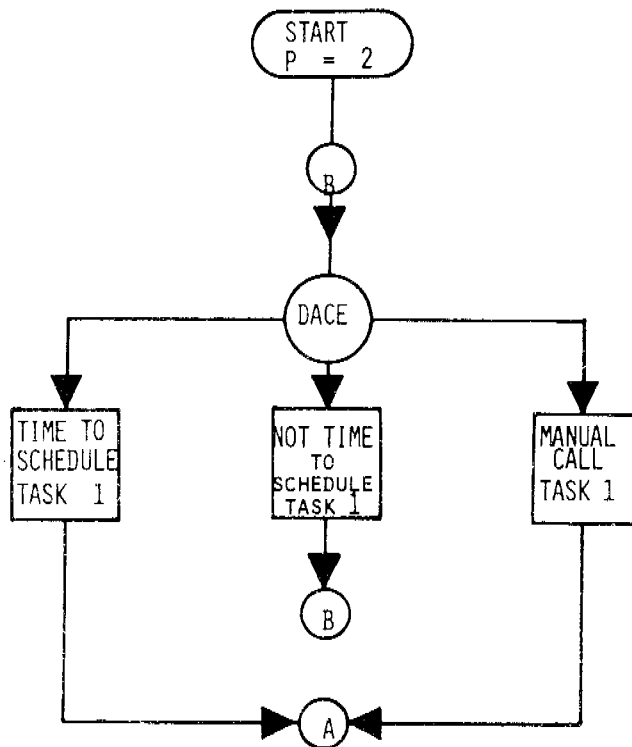 START
P = 2
B
DACE
TIME TO
SCHEDULE
TASK 1
NOT TIME
TO
SCHEDULE
TASK 1
MANUAL
CALL
TASK 1
B
A